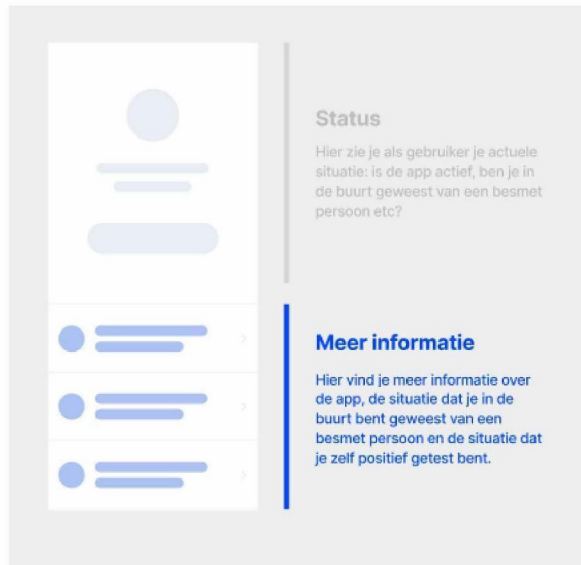 Status
Hier zie je als gebruiker je actuele
situatie: is de app actief, ben je in
de buurt geweest van een besmet
persoon etc?
Meer informatie
Hier vind je meer informatie over
de app, de situatie dat je in de
buurt bent geweest van een
besmet persoon en de situatie dat
je zelf positief getest bent.